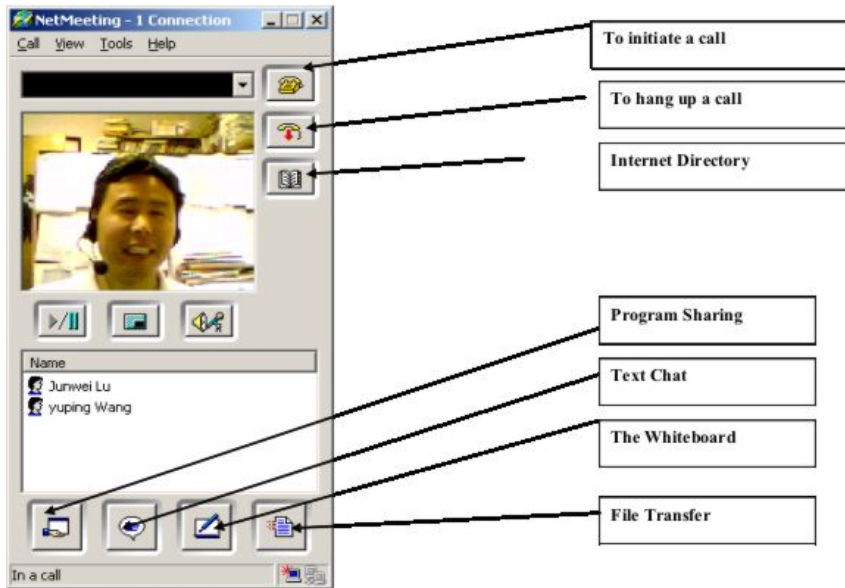 NetMeeting - 1 Connection
Call View Tools Help
To initiate a call
To hang up a call
Internet Directory
Name
Junwei Lu
yuping Wang
Program Sharing
Text Chat
The Whiteboard
File Transfer
In a call